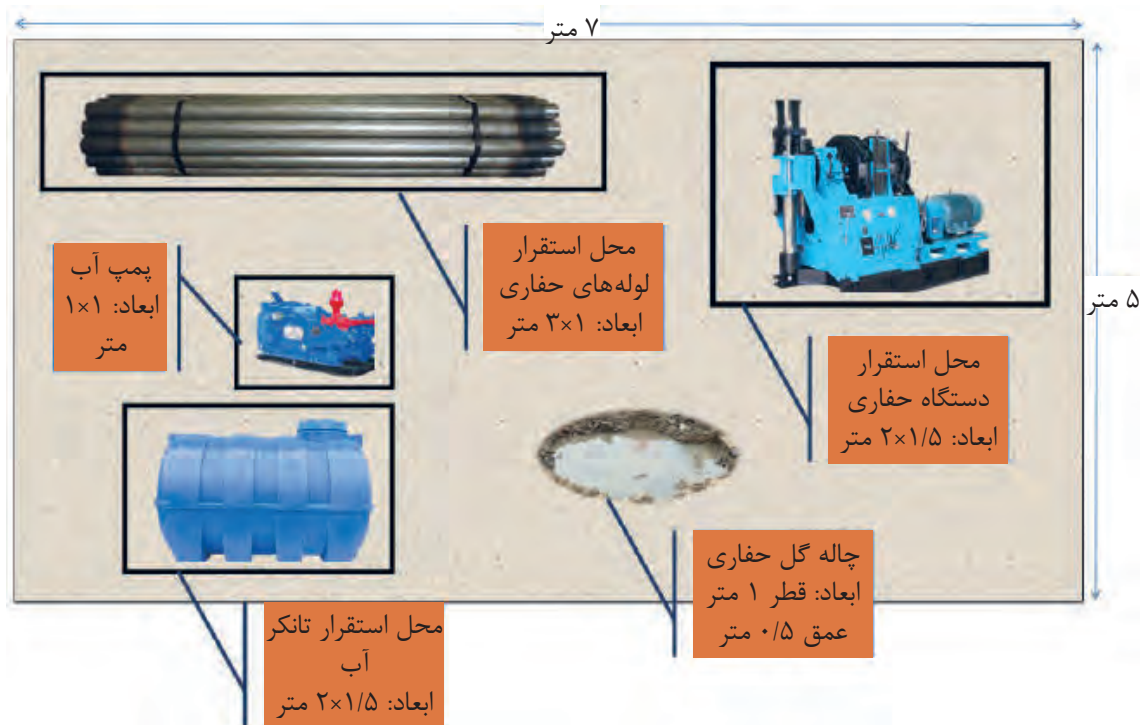 ۷ متر
۵ متر
محل استقرار
لوله‌های حفاری
ابعاد: ۱×۳ متر
پمپ آب
ابعاد: ۱×۱
متر
محل استقرار
دستگاه حفاری
ابعاد: ۱/۵×۲ متر
چاله گل حفاری
ابعاد: قطر ۱ متر
عمق ۰/۵ متر
محل استقرار تانکر
آب
ابعاد: ۱/۵×۲ متر